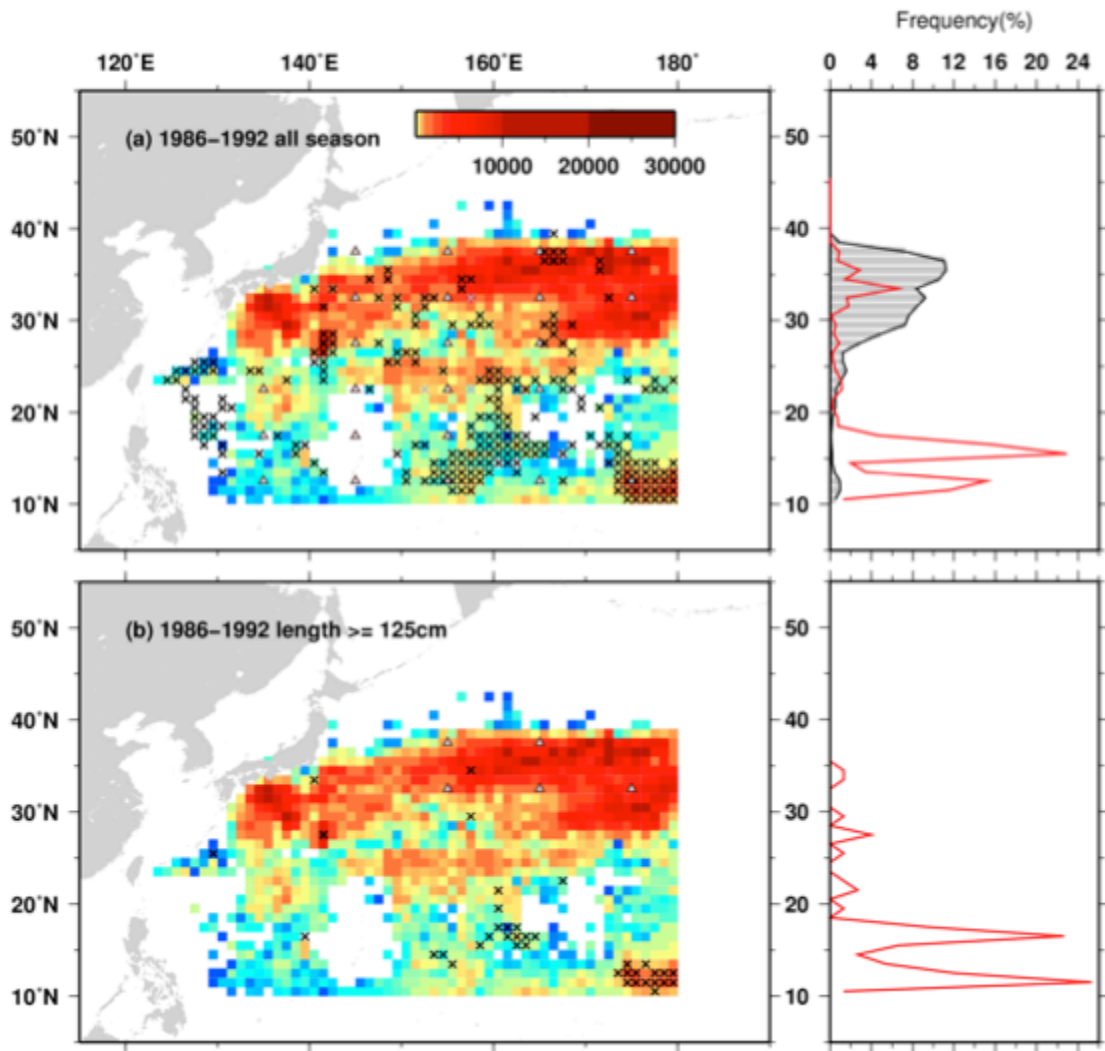 Frequency(%)
120˚E 140˚E 160˚E 180˚ 0 4 8 12 16 20 24
50˚N (a) 1986−1992 all season 50
10000 20000 30000
40˚N 40
30˚N 30
20˚N 20
10˚N 10
50˚N (b) 1986−1992 length >= 125cm 50
40˚N 40
30˚N 30
20˚N 20
10˚N 10